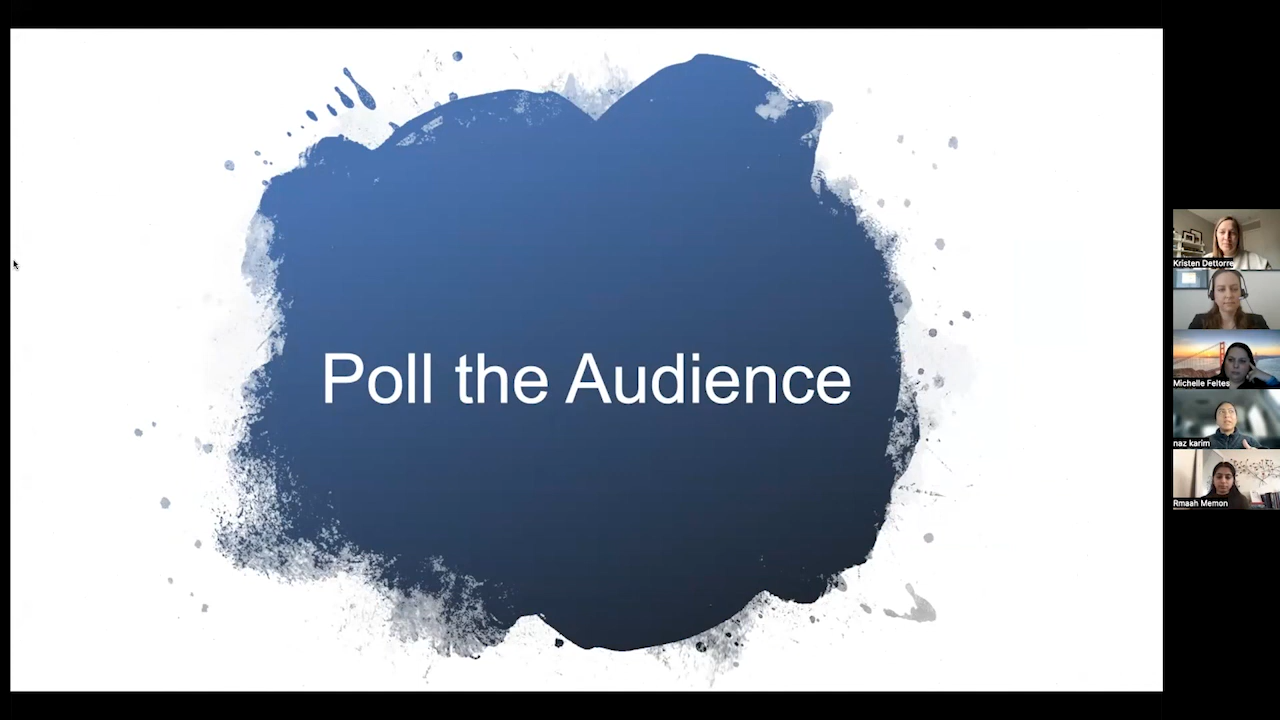 Poll the Audience
Kristen Dettorre
Michelle Feltes
naz karim
Rmaah Memon